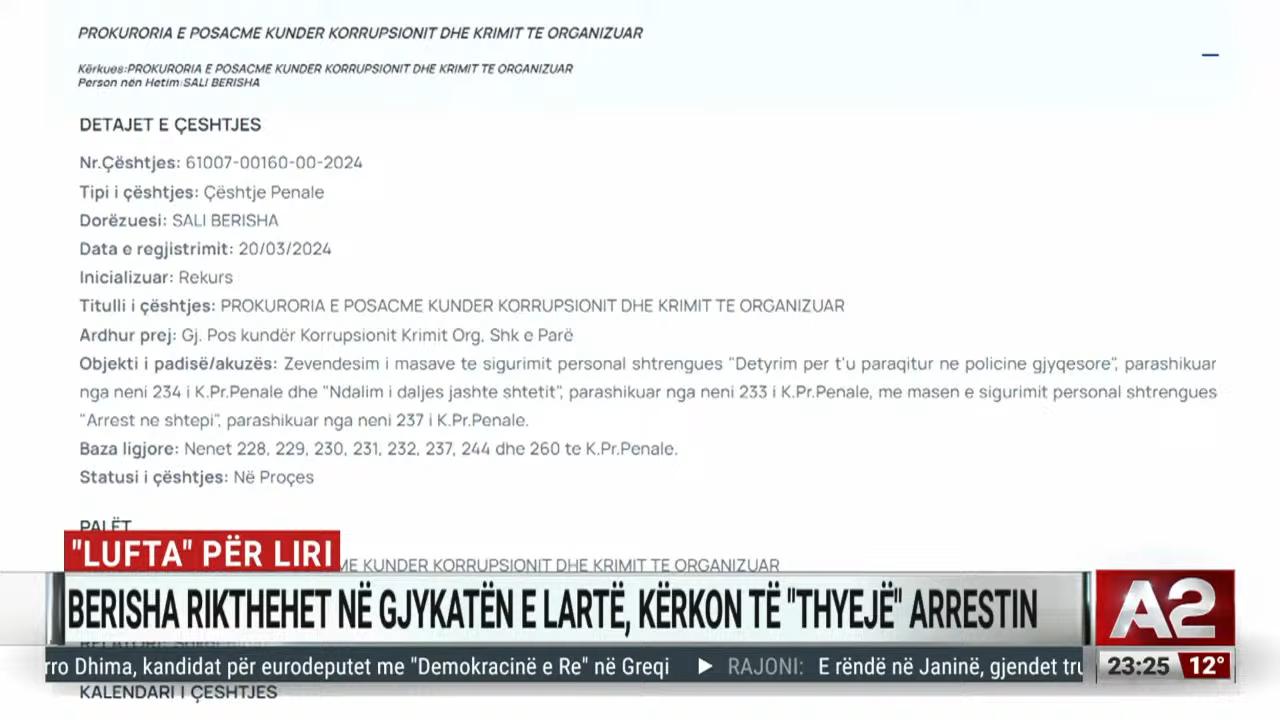 PROKURORIA E POSACME KUNDER KORRUPSIONIT DHE KRIMIT TE ORGANIZUAR
Kërkues:PROKURORIA E POSACME KUNDER KORRUPSIONIT DHE KRIMIT TE ORGANIZUAR
Person nën Hetim:SALI BERISHA
DETAJET E ÇESHTJES
Nr.Çështjes: 61007-00160-00-2024
Tipi i çështjes: Çështje Penale
Dorëzuesi: SALI BERISHA
Data e regjistrimit: 20/03/2024
Inicializuar: Rekurs
Titulli i çështjes: PROKURORIA E POSACME KUNDER KORRUPSIONIT DHE KRIMIT TE ORGANIZUAR
Ardhur prej: Gj. Pos kundër Korrupsionit Krimit Org, Shk e Parë
Objekti i padisë/akuzës: Zevendesim i masave te sigurimit personal shtrengues "Detyrim per t'u paraqitur ne policine gjyqesore", parashikuar
nga neni 234 i K.Pr.Penale dhe "Ndalim i daljes jashte shtetit", parashikuar nga neni 233 i K.Pr.Penale, me masen e sigurimit personal shtrengues
"Arrest ne shtepi", parashikuar nga neni 237 i K.Pr.Penale.
Baza ligjore: Nenet 228, 229, 230, 231, 232, 237, 244 dhe 260 te K.Pr.Penale.
Statusi i çështjes: Në Proçes
PALËT
"LUFTA" PËR LIRI
ME KUNDER KORRUPSIONIT DHE KRIMIT TE ORGANIZUAR
BERISHA RIKTHEHET NË GJYKATËN E LARTË, KËRKON TË "THYEJË" ARRESTIN
A2
rro Dhima, kandidat për eurodeputet me "Demokracinë e Re" në Greqi ▶ RAJONI: E rëndë në Janinë, gjendet tru
23:25 12°
KALENDARI I ÇESHTJES